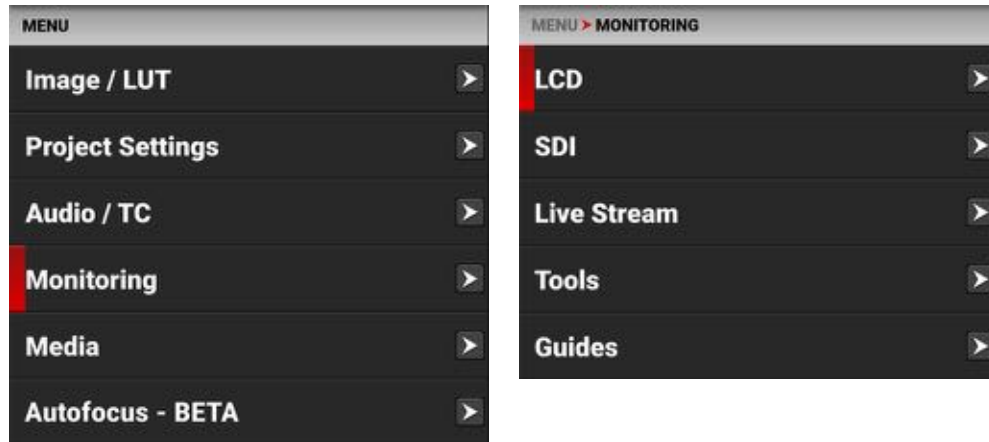 MENU
Image / LUT
Project Settings
Audio / TC
Monitoring
Media
Autofocus - BETA
MENU > MONITORING
LCD
SDI
Live Stream
Tools
Guides